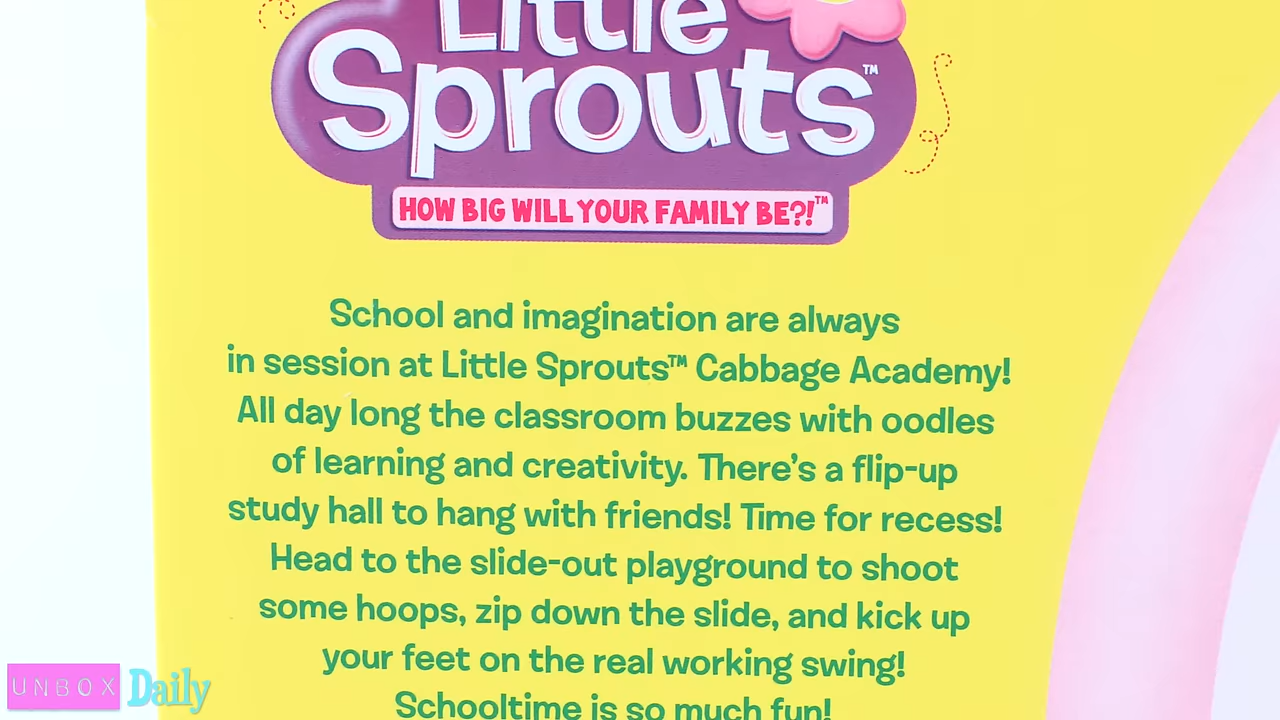 Little
Sprouts™
HOW BIG WILL YOUR FAMILY BE?!™
School and imagination are always
in session at Little Sprouts™ Cabbage Academy!
All day long the classroom buzzes with oodles
of learning and creativity. There's a flip-up
study hall to hang with friends! Time for recess!
Head to the slide-out playground to shoot
some hoops, zip down the slide, and kick up
your feet on the real working swing!
Schooltime is so much fun!
UNBOX Daily